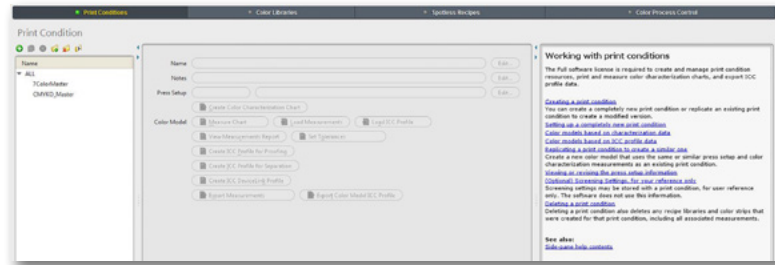 Print Conditions
Color Libraries
Spotless Recipes
Color Process Control
Print Condition
Name
ALL
7ColorMaster
CMYKO_Master
Name
Edit...
Notes
Edit...
Press Setup
Edit...
Create Color Characterization Chart
Color Model
Measure Chart
Load Measurements
Load ICC Profile
View Measurements Report
Set Tolerances
Create ICC Profile for Proofing
Create ICC Profile for Separation
Create ICC DeviceLink Profile
Export Measurements
Export Color Model ICC Profile
Working with print conditions
The Full software license is required to create and manage print condition
resources, print and measure color characterization charts, and export ICC
profile data.
Creating a print condition
You can create a completely new print condition or replicate an existing print
condition to create a modified version.
Setting up a completely new print condition
Color models based on characterization data
Color models based on ICC profile data
Replicating a print condition to create a similar one
Create a new color model that uses the same or similar press setup and color
characterization measurements as an existing print condition.
Viewing or revising the press setup information
(Optional) Screening Settings, for your reference only
Screening settings may be stored with a print condition, for user reference
only. The software does not use this information.
Deleting a print condition
Deleting a print condition also deletes any recipe libraries and color strips that
were created for that print condition, including all associated measurements.
See also:
Side-pane help contents